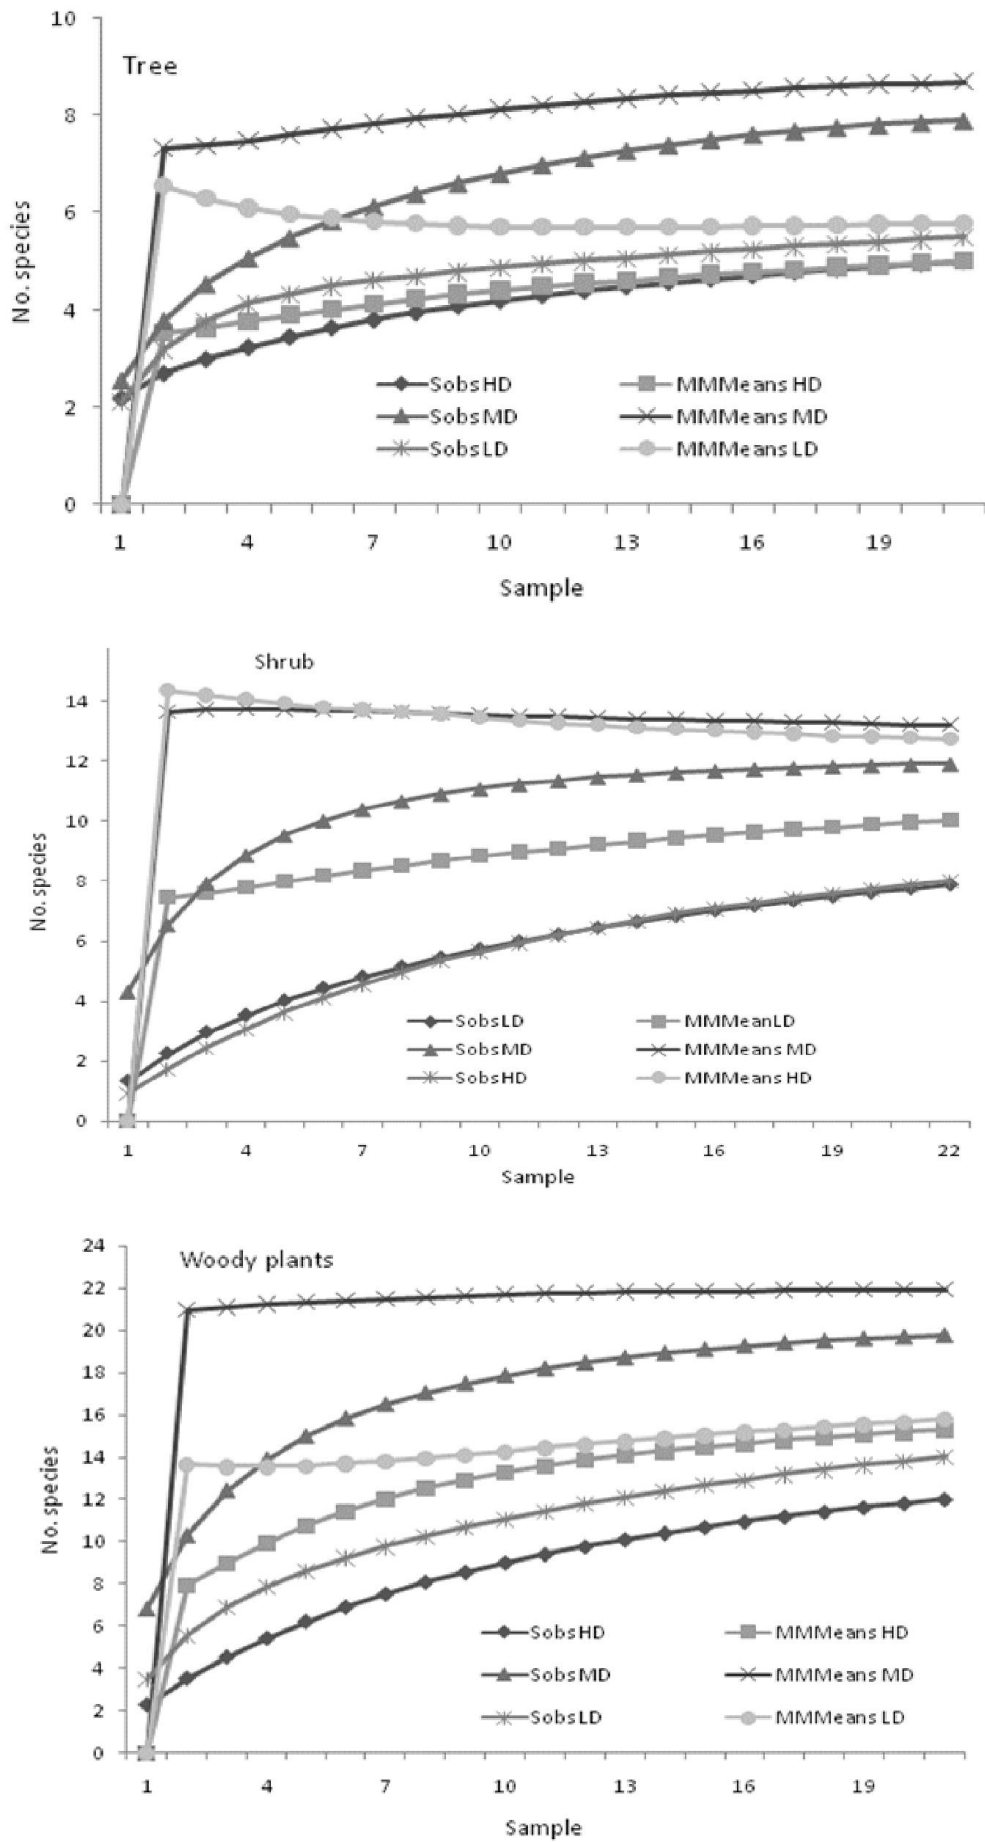 10
Tree
8
6
No. species
4
Sobs HD MMMeans HD
Sobs MD MMMeans MD
2
Sobs LD MMMeans LD
0
1 4 7 10 13 16 19
Sample
Shrub
14
12
10
No. species
8
6
4
Sobs LD MMMeanLD
Sobs MD MMMeans MD
2
Sobs HD MMMeans HD
0
1 4 7 10 13 16 19 22
Sample
24
Woody plants
22
20
18
16
14
No. species
12
10
8
6
Sobs HD MMMeans HD
4
Sobs MD MMMeans MD
2
Sobs LD MMMeans LD
0
1 4 7 10 13 16 19
Sample